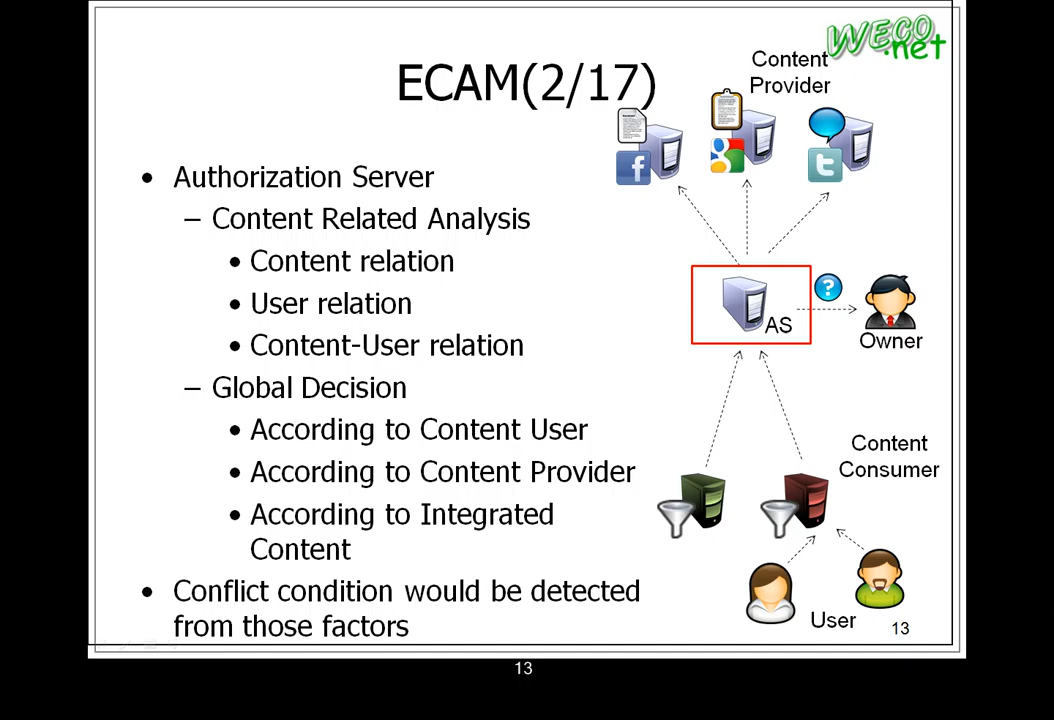 WECO
.net
ECAM(2/17)
Content
Provider
f
t
• Authorization Server
– Content Related Analysis
• Content relation
• User relation
• Content-User relation
– Global Decision
• According to Content User
• According to Content Provider
• According to Integrated
Content
• Conflict condition would be detected
from those factors
?
AS
Owner
Content
Consumer
User
13
13